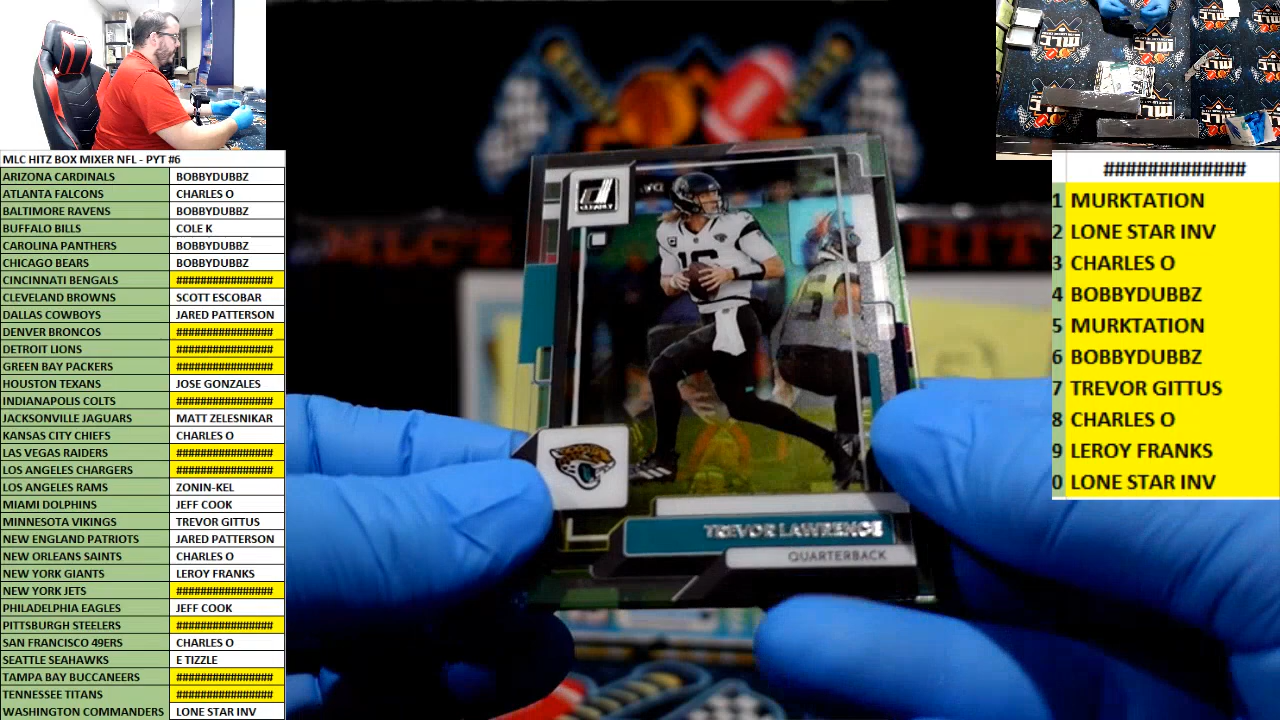 MLC HITZ BOX MIXER NFL - PYT #6
ARIZONA CARDINALS BOBBYDUBBZ
ATLANTA FALCONS CHARLES O
BALTIMORE RAVENS BOBBYDUBBZ
BUFFALO BILLS COLE K
CAROLINA PANTHERS BOBBYDUBBZ
CHICAGO BEARS BOBBYDUBBZ
CINCINNATI BENGALS ################
CLEVELAND BROWNS SCOTT ESCOBAR
DALLAS COWBOYS JARED PATTERSON
DENVER BRONCOS ################
DETROIT LIONS ################
GREEN BAY PACKERS ################
HOUSTON TEXANS JOSE GONZALES
INDIANAPOLIS COLTS ################
JACKSONVILLE JAGUARS MATT ZELESNIKAR
KANSAS CITY CHIEFS CHARLES O
LAS VEGAS RAIDERS ################
LOS ANGELES CHARGERS ################
LOS ANGELES RAMS ZONIN-KEL
MIAMI DOLPHINS JEFF COOK
MINNESOTA VIKINGS TREVOR GITTUS
NEW ENGLAND PATRIOTS JARED PATTERSON
NEW ORLEANS SAINTS CHARLES O
NEW YORK GIANTS LEROY FRANKS
NEW YORK JETS ################
PHILADELPHIA EAGLES JEFF COOK
PITTSBURGH STEELERS ################
SAN FRANCISCO 49ERS CHARLES O
SEATTLE SEAHAWKS E TIZZLE
TAMPA BAY BUCCANEERS ################
TENNESSEE TITANS ################
WASHINGTON COMMANDERS LONE STAR INV
TREVOR LAWRENCE
QUARTERBACK
#############
1 MURKTATION
2 LONE STAR INV
3 CHARLES O
4 BOBBYDUBBZ
5 MURKTATION
6 BOBBYDUBBZ
7 TREVOR GITTUS
8 CHARLES O
9 LEROY FRANKS
0 LONE STAR INV